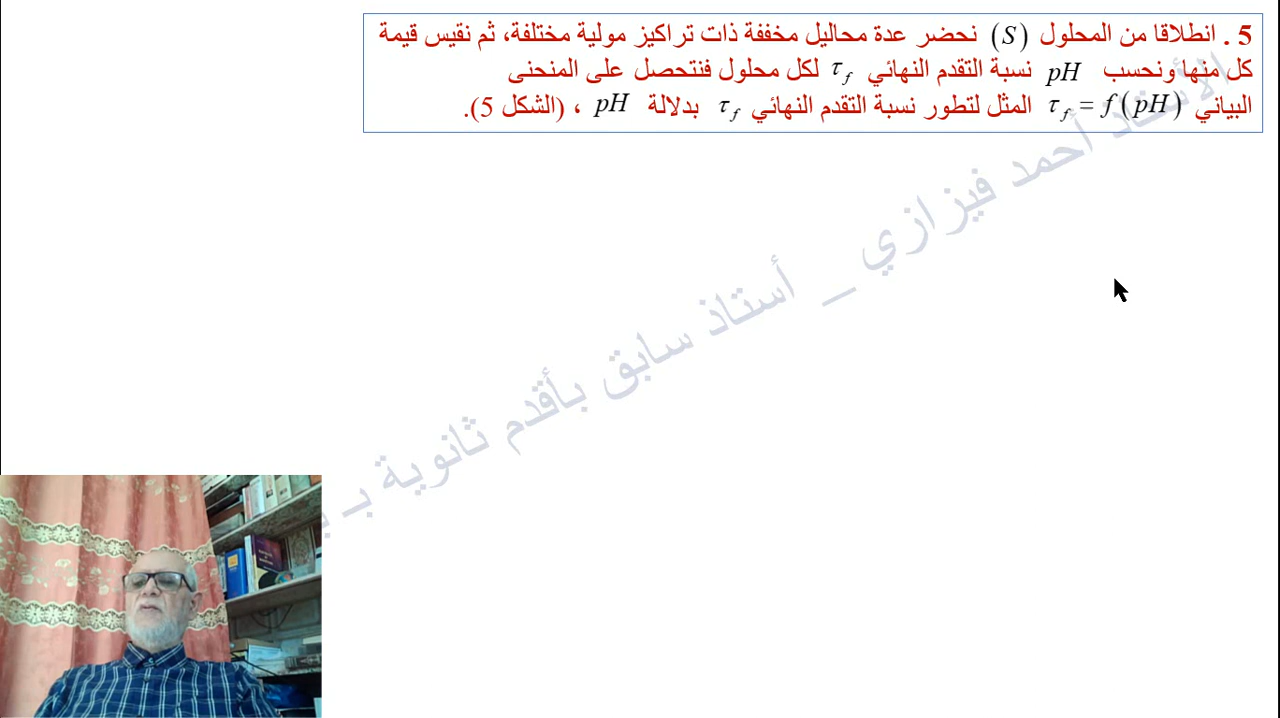 5 . انطلاقا من المحلول (S) نحضر عدة محاليل مخففة ذات تراكيز مولية مختلفة، ثم نقيس قيمة
كل منها ونحسب pH نسبة التقدم النهائي τf لكل محلول فنتحصل على المنحنى
البياني τf = f(pH) المثل لتطور نسبة التقدم النهائي τf بدلالة pH ، (الشكل 5).
الأستاذ أحمد فيزازي _ أستاذ سابق بأقدم ثانوية بـ